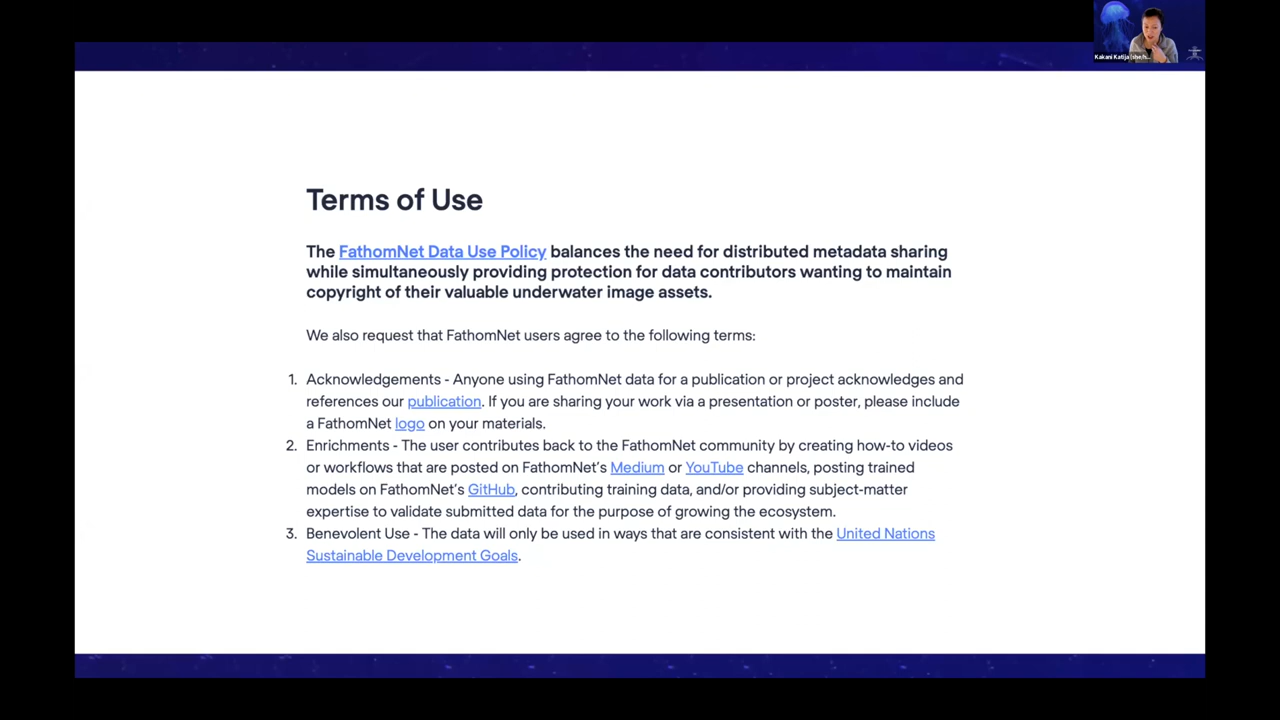 Kakani Katija (she/h...
Terms of Use
The FathomNet Data Use Policy balances the need for distributed metadata sharing
while simultaneously providing protection for data contributors wanting to maintain
copyright of their valuable underwater image assets.
We also request that FathomNet users agree to the following terms:
1. Acknowledgements - Anyone using FathomNet data for a publication or project acknowledges and
references our publication. If you are sharing your work via a presentation or poster, please include
a FathomNet logo on your materials.
2. Enrichments - The user contributes back to the FathomNet community by creating how-to videos
or workflows that are posted on FathomNet’s Medium or YouTube channels, posting trained
models on FathomNet’s GitHub, contributing training data, and/or providing subject-matter
expertise to validate submitted data for the purpose of growing the ecosystem.
3. Benevolent Use - The data will only be used in ways that are consistent with the United Nations
Sustainable Development Goals.